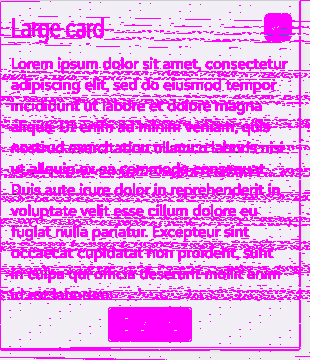 Large card
Lorem ipsum dolor sit amet, consectetur
adipiscing elit, sed do eiusmod tempor
incididunt ut labore et dolore magna
aliqua. Ut enim ad minim veniam, quis
nostrud exercitation ullamco laboris nisi
ut aliquip ex ea commodo consequat.
Duis aute irure dolor in reprehenderit in
voluptate velit esse cillum dolore eu
fugiat nulla pariatur. Excepteur sint
occaecat cupidatat non proident, sunt
in culpa qui officia deserunt mollit anim
id est laborum.